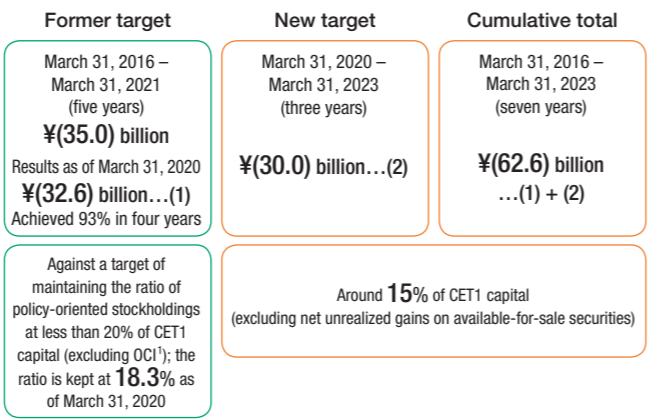 Former target
March 31, 2016 –
March 31, 2021
(five years)
¥(35.0) billion
Results as of March 31, 2020
¥(32.6) billion…(1)
Achieved 93% in four years
Against a target of
maintaining the ratio of
policy-oriented stockholdings
at less than 20% of CET1
capital (excluding OCI¹); the
ratio is kept at 18.3% as
of March 31, 2020
New target
March 31, 2020 –
March 31, 2023
(three years)
¥(30.0) billion…(2)
Cumulative total
March 31, 2016 –
March 31, 2023
(seven years)
¥(62.6) billion
…(1) + (2)
Around 15% of CET1 capital
(excluding net unrealized gains on available-for-sale securities)